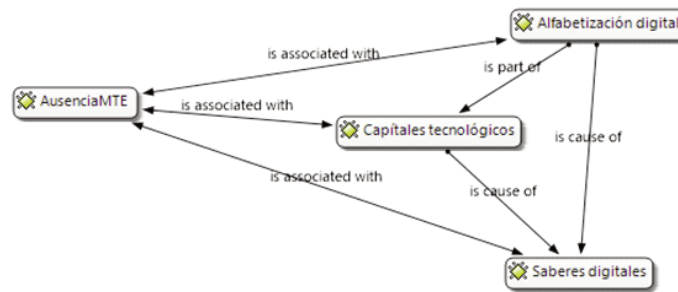 Alfabetización digital
is associated with
is part of
AusenciaMTE
is associated with
Capítales tecnológicos
is cause of
is associated with
is cause of
Saberes digitales